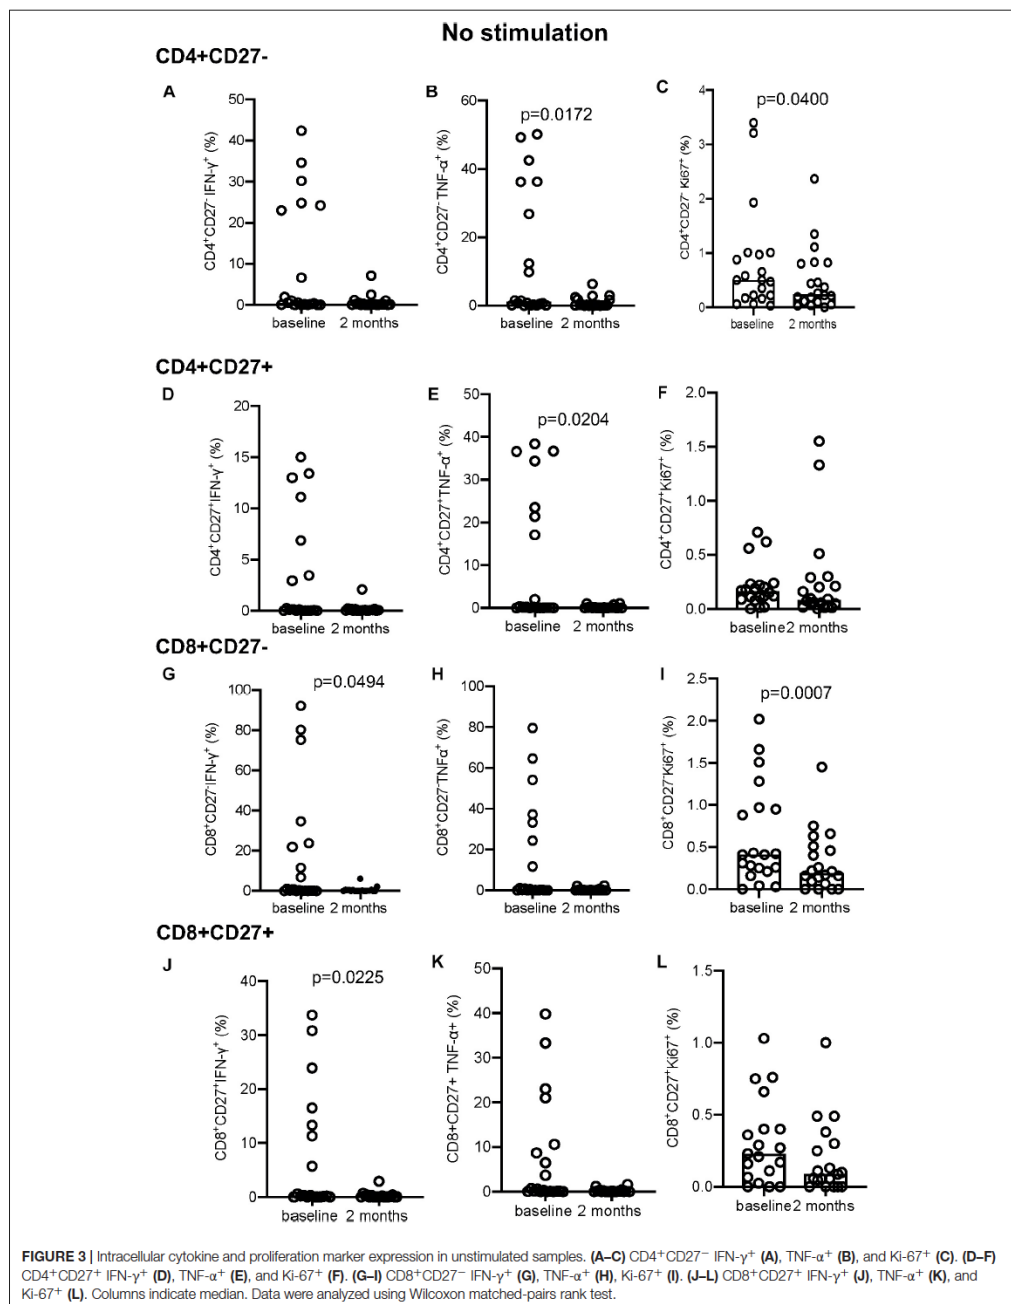 No stimulation
CD4+CD27-
A
CD4⁺CD27⁻IFN-γ⁺ (%)
50
40
30
20
10
0
baseline 2 months
B
p=0.0172
CD4⁺CD27⁻TNF-α⁺ (%)
60
40
20
0
baseline 2 months
C
p=0.0400
CD4⁺CD27⁻ Ki67⁺ (%)
4
3
2
1
0
baseline 2 months
CD4+CD27+
D
CD4⁺CD27⁺IFN-γ⁺ (%)
20
15
10
5
0
baseline 2 months
E
p=0.0204
CD4⁺CD27⁺TNF-α⁺ (%)
50
40
30
20
10
0
baseline 2 months
F
CD4⁺CD27⁺Ki67⁺ (%)
2.0
1.5
1.0
0.5
0.0
baseline2 months
CD8+CD27-
G
p=0.0494
CD8⁺CD27⁻IFN-γ⁺ (%)
100
80
60
40
20
0
baseline 2 months
H
CD8⁺CD27⁻TNFα⁺ (%)
100
80
60
40
20
0
baseline 2 months
I
p=0.0007
CD8⁺CD27⁻Ki67⁺ (%)
2.5
2.0
1.5
1.0
0.5
0.0
baseline 2 months
CD8+CD27+
J
p=0.0225
CD8⁺CD27⁺IFN-γ⁺ (%)
40
30
20
10
0
baseline 2 months
K
CD8+CD27+ TNF-α+ (%)
50
40
30
20
10
0
baseline 2 months
L
CD8⁺CD27⁺Ki67⁺ (%)
1.5
1.0
0.5
0.0
baseline 2 months
FIGURE 3 | Intracellular cytokine and proliferation marker expression in unstimulated samples. (A–C) CD4⁺CD27⁻ IFN-γ⁺ (A), TNF-α⁺ (B), and Ki-67⁺ (C). (D–F)
CD4⁺CD27⁺ IFN-γ⁺ (D), TNF-α⁺ (E), and Ki-67⁺ (F). (G–I) CD8⁺CD27⁻ IFN-γ⁺ (G), TNF-α⁺ (H), Ki-67⁺ (I). (J–L) CD8⁺CD27⁺ IFN-γ⁺ (J), TNF-α⁺ (K), and
Ki-67⁺ (L). Columns indicate median. Data were analyzed using Wilcoxon matched-pairs rank test.